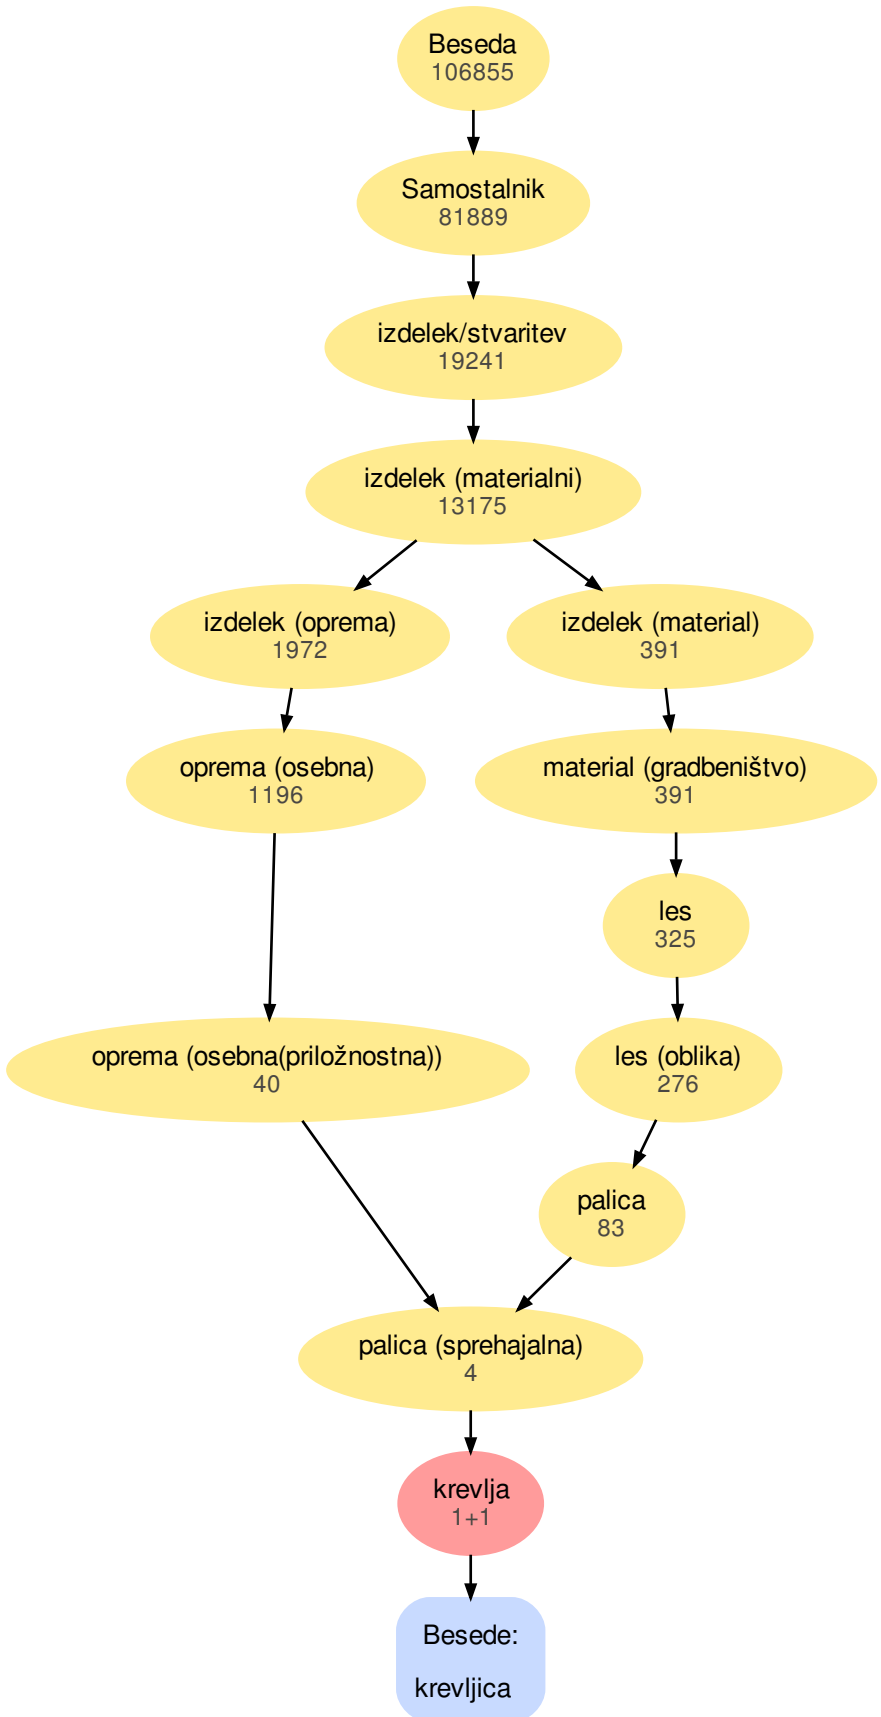 Beseda
106855
Samostalnik
81889
izdelek/stvaritev
19241
izdelek (materialni)
13175
izdelek (oprema)
1972
izdelek (material)
391
oprema (osebna)
1196
material (gradbeništvo)
391
les
325
oprema (osebna(priložnostna))
40
les (oblika)
276
palica
83
palica (sprehajalna)
4
krevlja
1+1
Besede:
krevljica